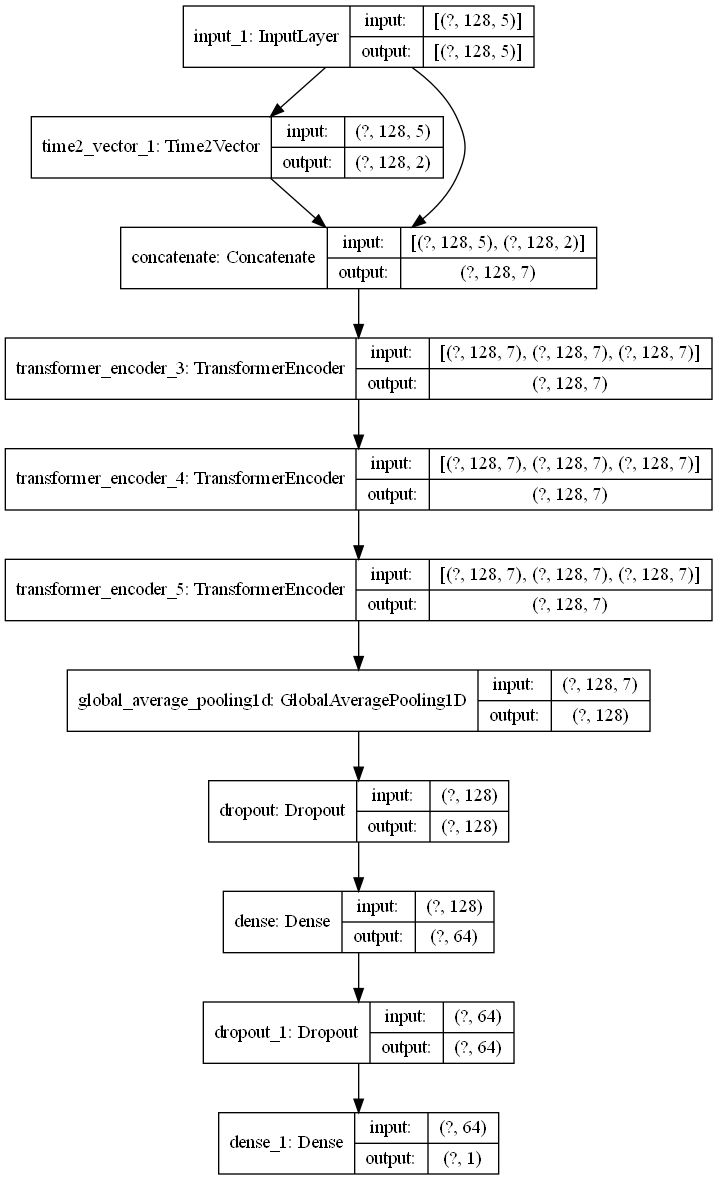 input_1: InputLayer
input:
[(?, 128, 5)]
output:
[(?, 128, 5)]
time2_vector_1: Time2Vector
input:
(?, 128, 5)
output:
(?, 128, 2)
concatenate: Concatenate
input:
[(?, 128, 5), (?, 128, 2)]
output:
(?, 128, 7)
transformer_encoder_3: TransformerEncoder
input:
[(?, 128, 7), (?, 128, 7), (?, 128, 7)]
output:
(?, 128, 7)
transformer_encoder_4: TransformerEncoder
input:
[(?, 128, 7), (?, 128, 7), (?, 128, 7)]
output:
(?, 128, 7)
transformer_encoder_5: TransformerEncoder
input:
[(?, 128, 7), (?, 128, 7), (?, 128, 7)]
output:
(?, 128, 7)
global_average_pooling1d: GlobalAveragePooling1D
input:
(?, 128, 7)
output:
(?, 128)
dropout: Dropout
input:
(?, 128)
output:
(?, 128)
dense: Dense
input:
(?, 128)
output:
(?, 64)
dropout_1: Dropout
input:
(?, 64)
output:
(?, 64)
dense_1: Dense
input:
(?, 64)
output:
(?, 1)